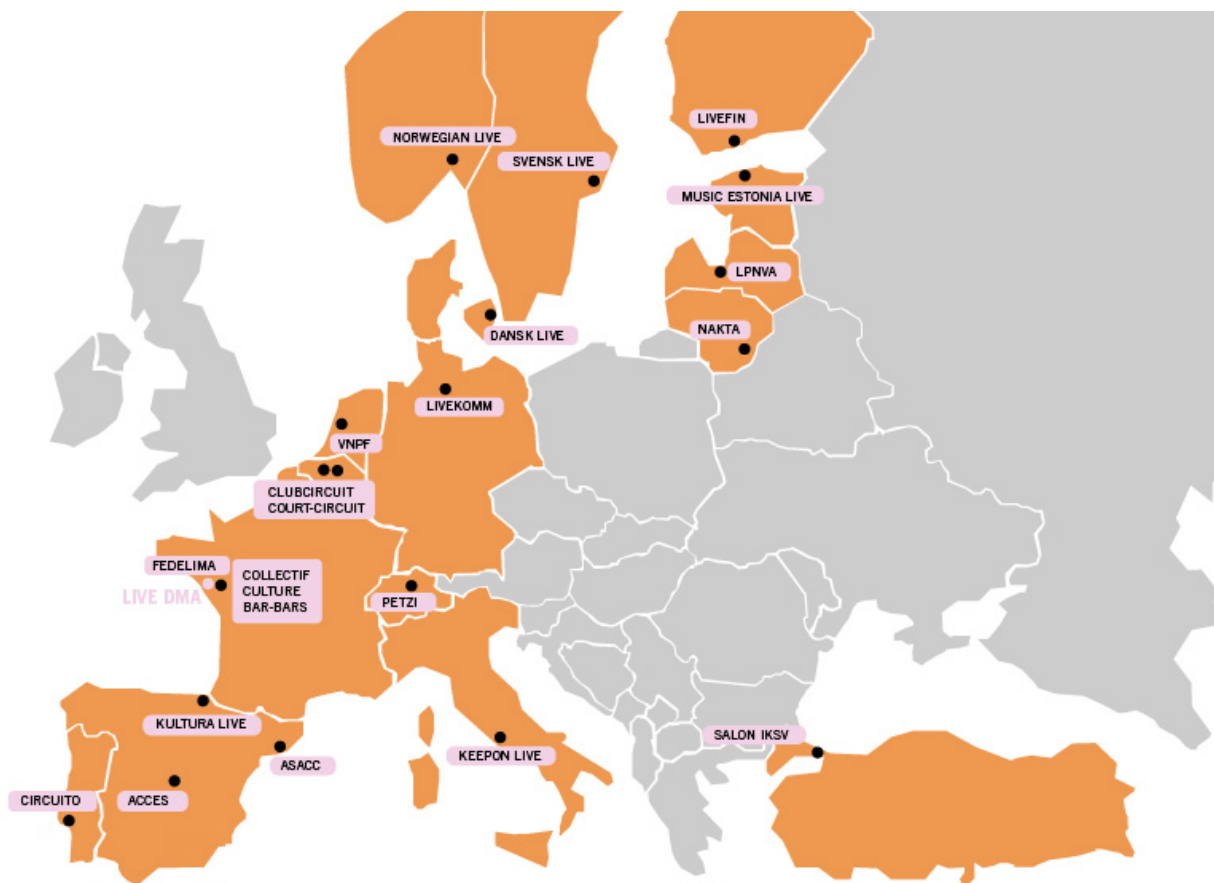 LIVEFIN
NORWEGIAN LIVE
SVENSK LIVE
MUSIC ESTONIA LIVE
LPNVA
DANSK LIVE
NAKTA
LIVEKOMM
VNPF
CLUBCIRCUIT
COURT-CIRCUIT
FEDELIMA
LIVE DMA
COLLECTIF
CULTURE
BAR-BARS
PETZI
KULTURA LIVE
SALON IKSV
KEEPON LIVE
ASACC
CIRCUITO
ACCES